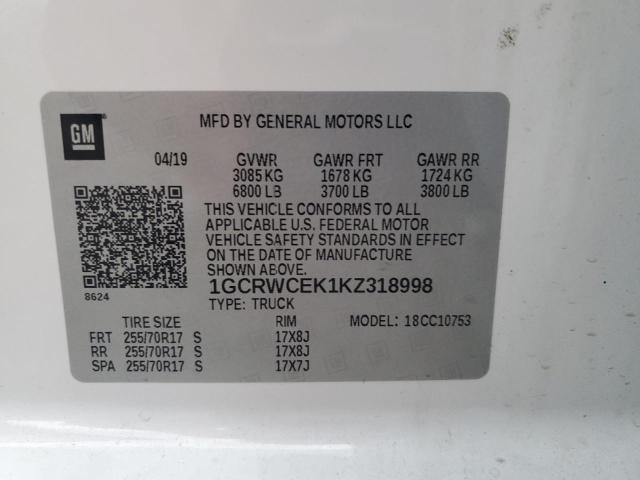 GM
MFD BY GENERAL MOTORS LLC
04/19 GVWR GAWR FRT GAWR RR
3085 KG 1678 KG 1724 KG
6800 LB 3700 LB 3800 LB
THIS VEHICLE CONFORMS TO ALL
APPLICABLE U.S. FEDERAL MOTOR
VEHICLE SAFETY STANDARDS IN EFFECT
ON THE DATE OF MANUFACTURE
SHOWN ABOVE.
1GCRWCEK1KZ318998
8624
TYPE: TRUCK
TIRE SIZE RIM MODEL: 18CC10753
FRT 255/70R17 S 17X8J
RR 255/70R17 S 17X8J
SPA 255/70R17 S 17X7J